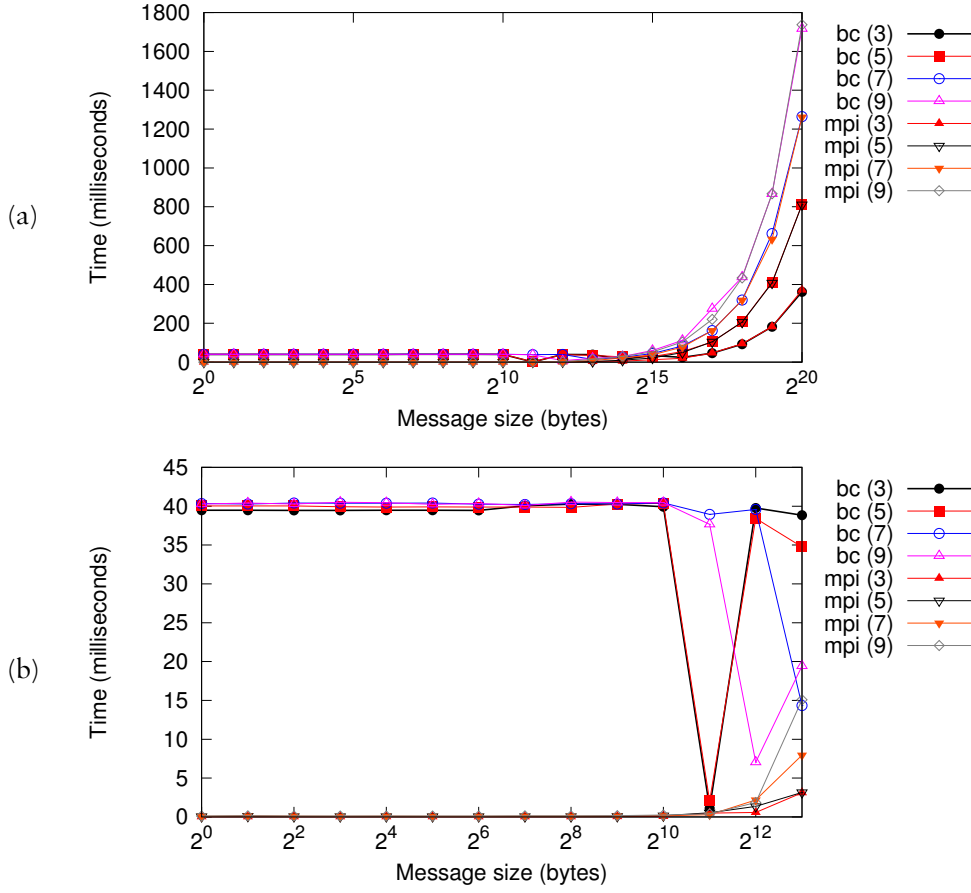 (a)
Time (milliseconds)
1800
1600
1400
1200
1000
800
600
400
200
0
2^0
2^5
2^10
2^15
2^20
Message size (bytes)
bc (3)
bc (5)
bc (7)
bc (9)
mpi (3)
mpi (5)
mpi (7)
mpi (9)
(b)
Time (milliseconds)
45
40
35
30
25
20
15
10
5
0
2^0
2^2
2^4
2^6
2^8
2^10
2^12
Message size (bytes)
bc (3)
bc (5)
bc (7)
bc (9)
mpi (3)
mpi (5)
mpi (7)
mpi (9)